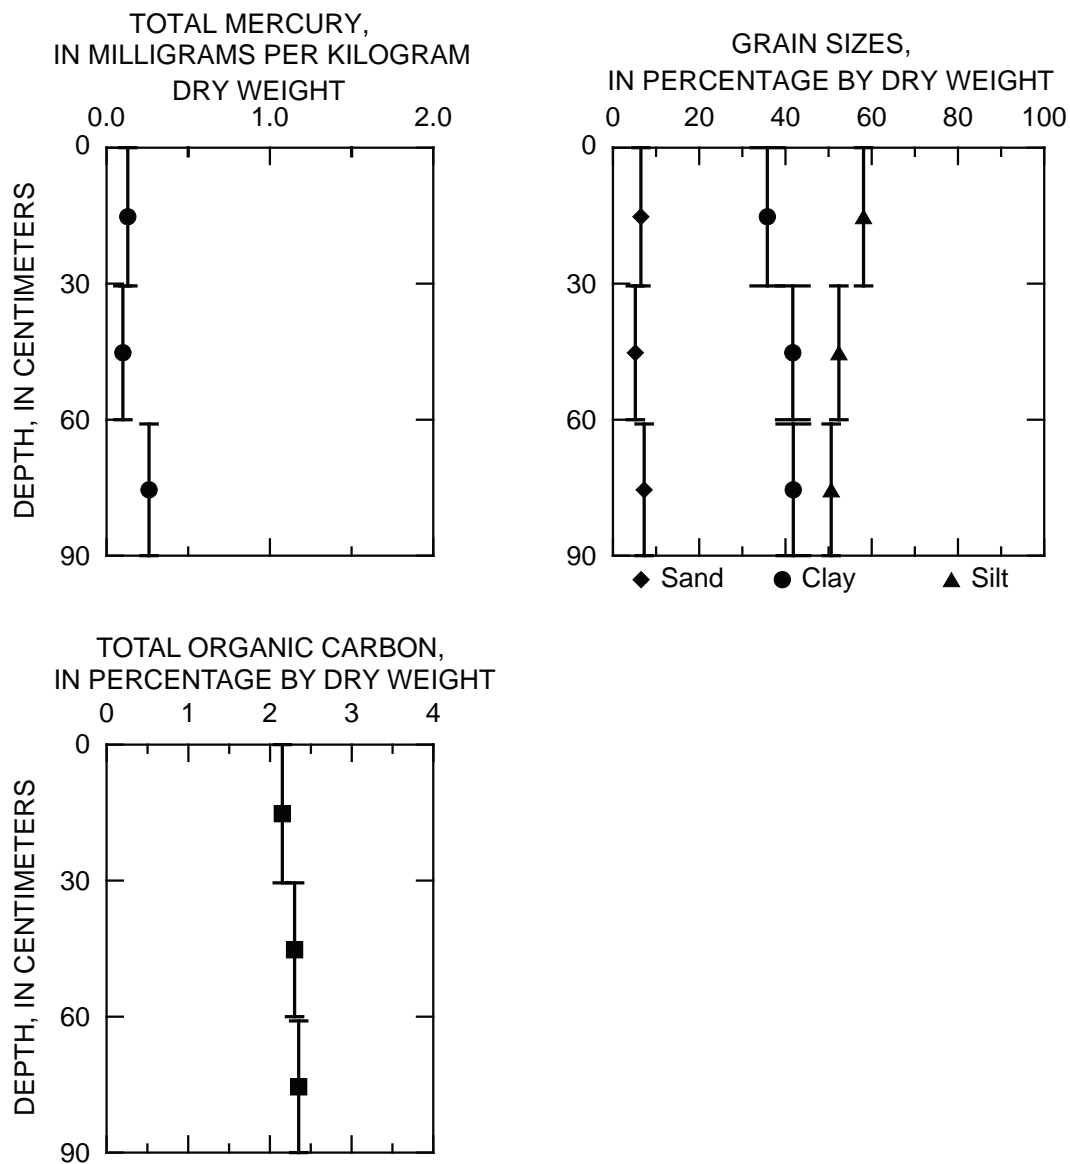 TOTAL MERCURY,
IN MILLIGRAMS PER KILOGRAM
DRY WEIGHT
0.0 1.0 2.0
0
30
60
90
DEPTH, IN CENTIMETERS
GRAIN SIZES,
IN PERCENTAGE BY DRY WEIGHT
0 20 40 60 80 100
0
30
60
90
Sand Clay Silt
TOTAL ORGANIC CARBON,
IN PERCENTAGE BY DRY WEIGHT
0 1 2 3 4
0
30
60
90
DEPTH, IN CENTIMETERS